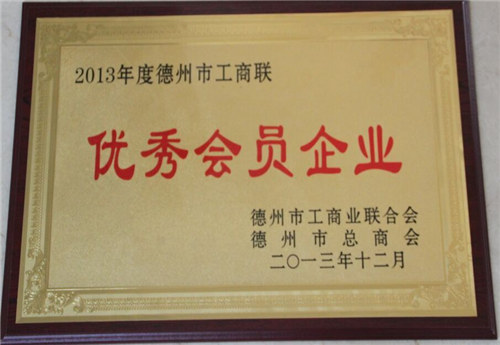 2013年度德州市工商联
优秀会员企业
德州市工商业联合会
德州市总商会
二〇一三年十二月